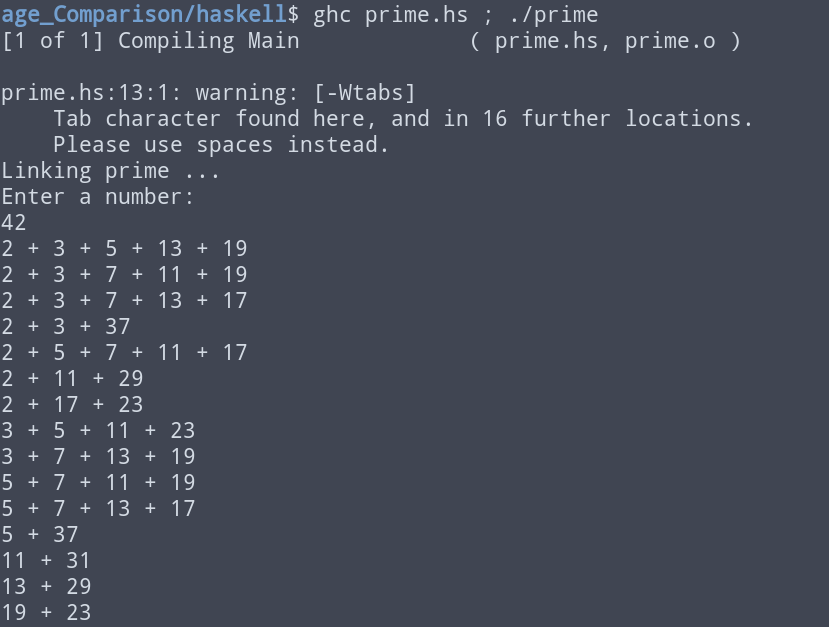 age_Comparison/haskell$ ghc prime.hs ; ./prime
[1 of 1] Compiling Main             ( prime.hs, prime.o )

prime.hs:13:1: warning: [-Wtabs]
    Tab character found here, and in 16 further locations.
    Please use spaces instead.
Linking prime ...
Enter a number:
42
2 + 3 + 5 + 13 + 19
2 + 3 + 7 + 11 + 19
2 + 3 + 7 + 13 + 17
2 + 3 + 37
2 + 5 + 7 + 11 + 17
2 + 11 + 29
2 + 17 + 23
3 + 5 + 11 + 23
3 + 7 + 13 + 19
5 + 7 + 11 + 19
5 + 7 + 13 + 17
5 + 37
11 + 31
13 + 29
19 + 23